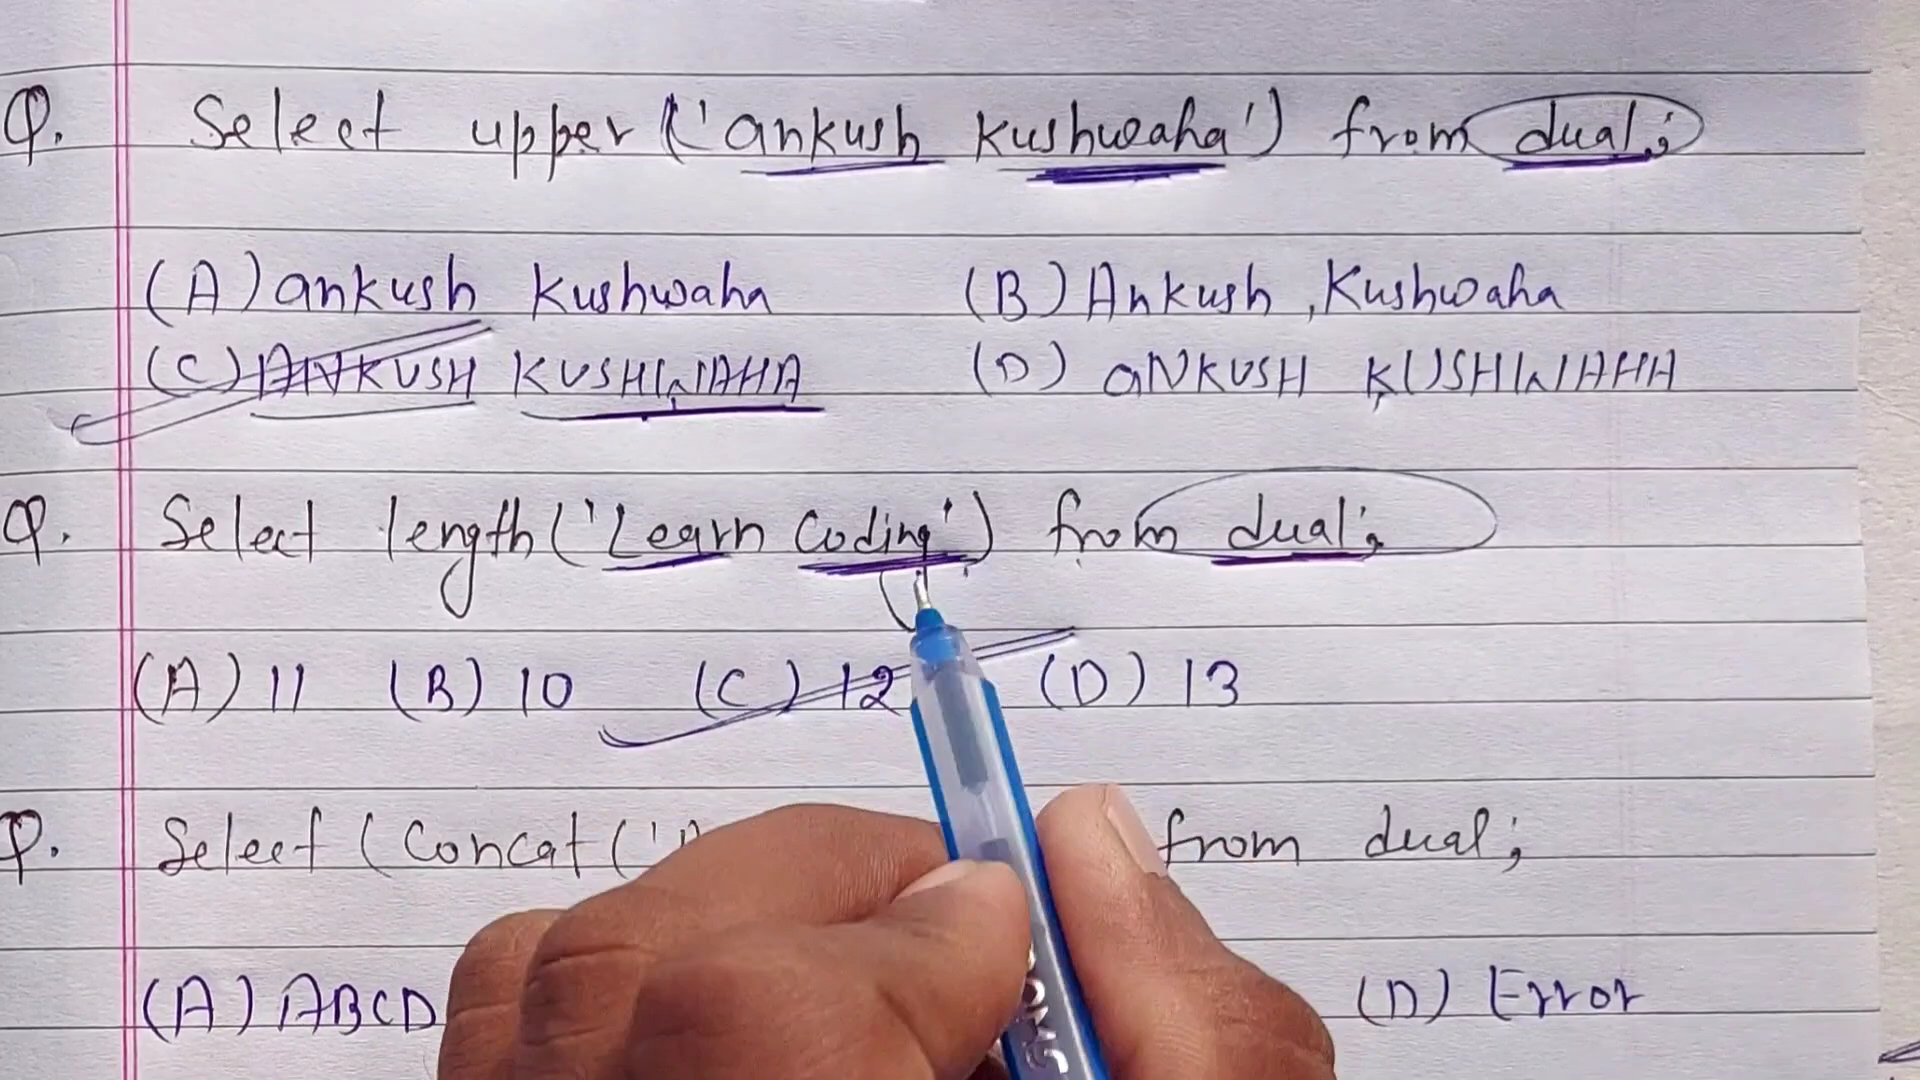 Q. Select upper('ankush Kushwaha') from dual;
(A) ankush Kushwaha (B) Ankush, Kushwaha
(C) ANKUSH KUSHWAHA (D) aNKUSH KUSHWAHA
Q. Select length('Learn Coding') from dual;
(A) 11 (B) 10 (C) 12 (D) 13
Q. Select (Concat(' from dual;
(A) ABCD (D) Error